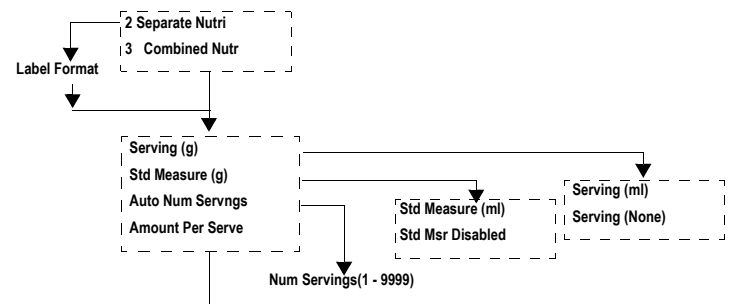 2 Separate Nutri
3 Combined Nutr
Label Format
Serving (g)
Std Measure (g)
Auto Num Servngs
Amount Per Serve
Std Measure (ml)
Std Msr Disabled
Serving (ml)
Serving (None)
Num Servings(1 - 9999)